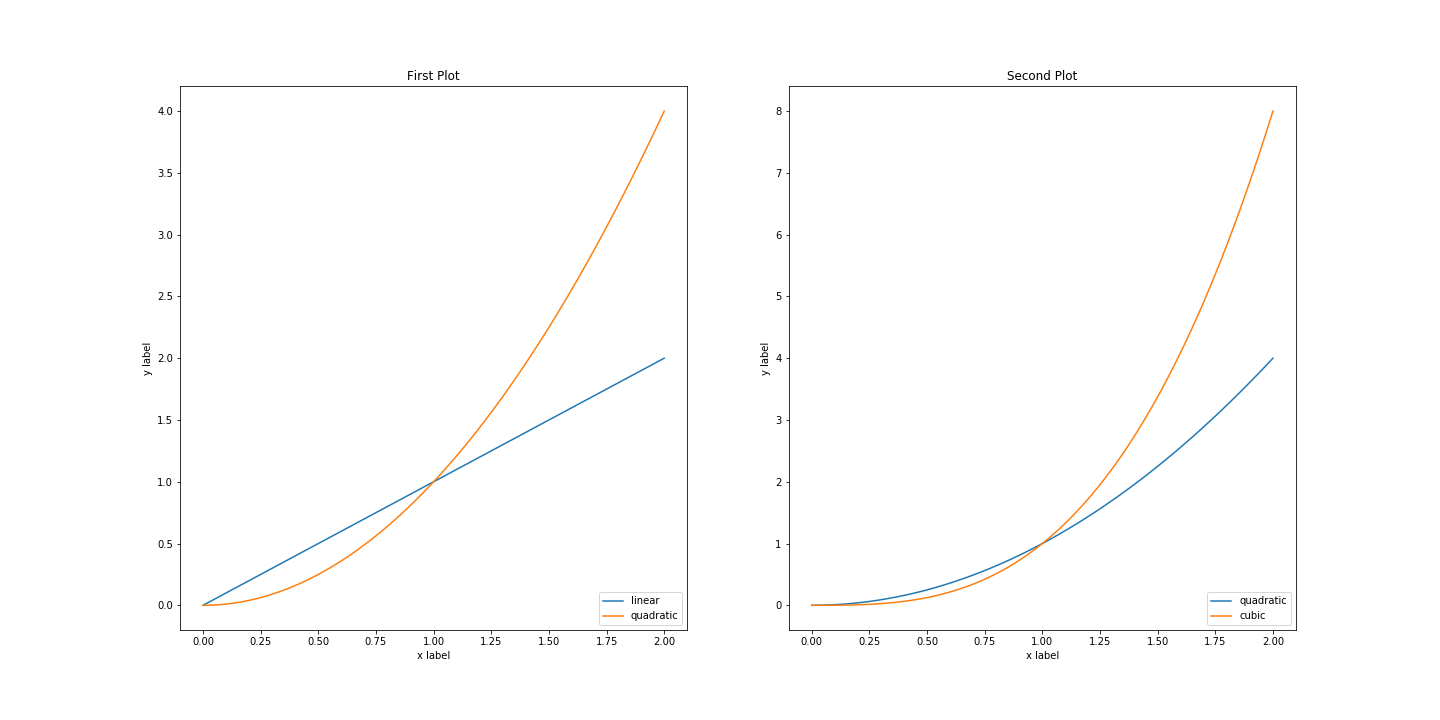 First Plot
4.0
3.5
3.0
2.5
2.0
1.5
1.0
0.5
0.0
y label
linear
quadratic
0.00 0.25 0.50 0.75 1.00 1.25 1.50 1.75 2.00
x label
Second Plot
8
7
6
5
4
3
2
1
0
y label
quadratic
cubic
0.00 0.25 0.50 0.75 1.00 1.25 1.50 1.75 2.00
x label